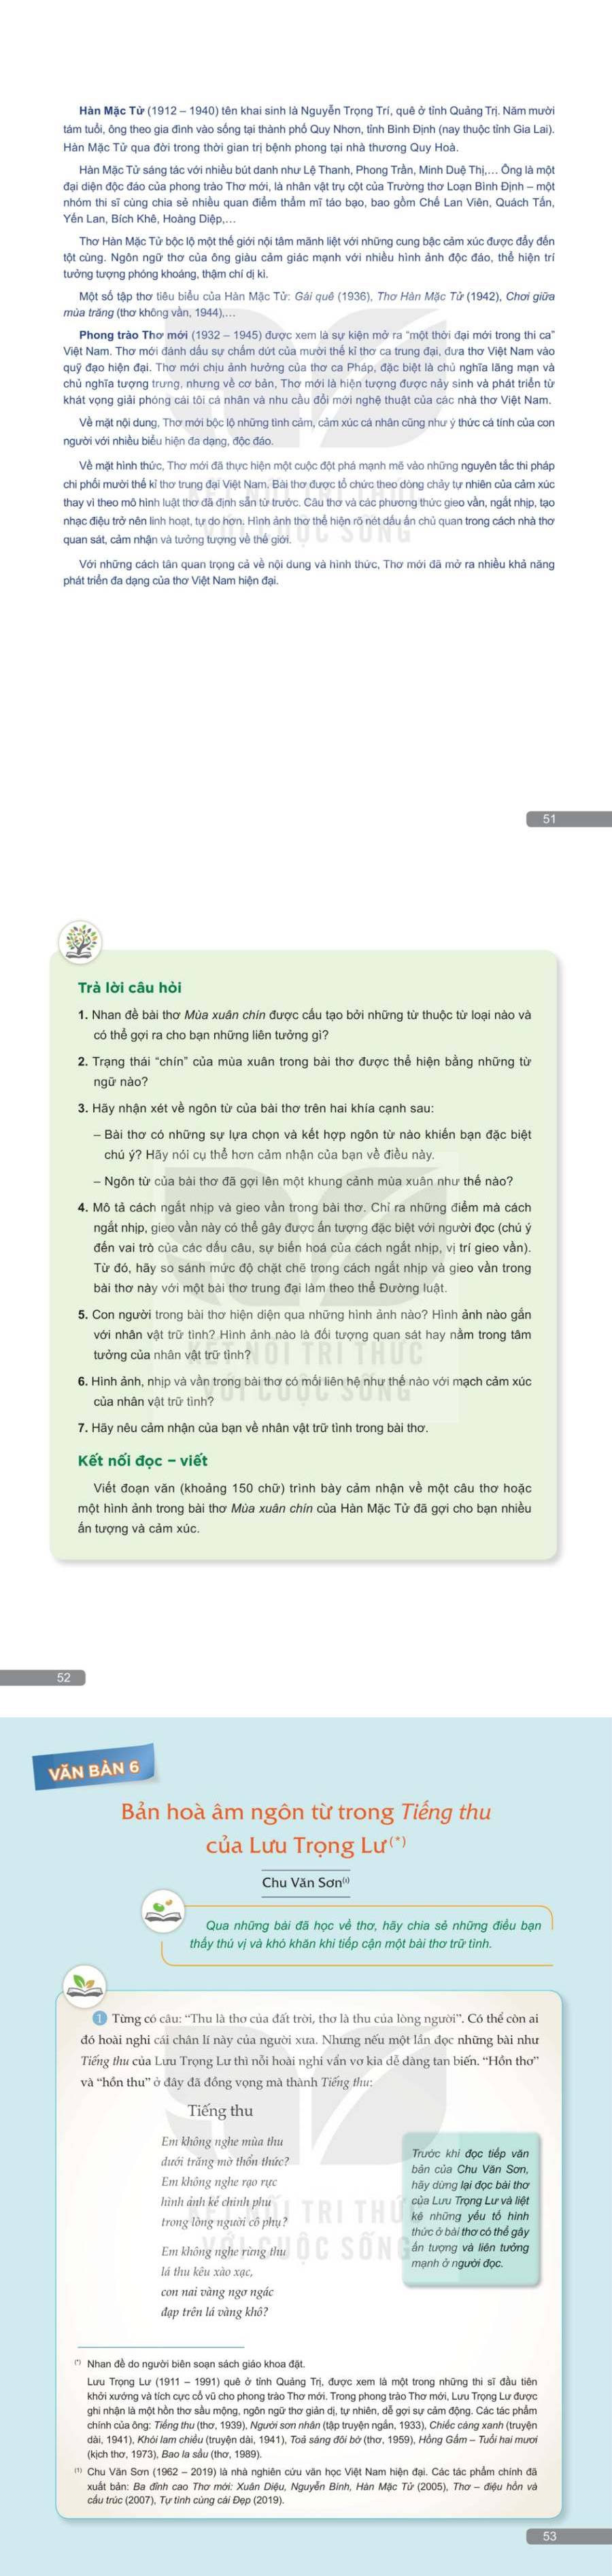 Hàn Mặc Tử (1912 – 1940) tên khai sinh là Nguyễn Trọng Trí, quê ở tỉnh Quảng Trị. Năm mười
tám tuổi, ông theo gia đình vào sống tại thành phố Quy Nhơn, tỉnh Bình Định (nay thuộc tỉnh Gia Lai).
Hàn Mặc Tử qua đời trong thời gian trị bệnh phong tại nhà thương Quy Hoà.
Hàn Mặc Tử sáng tác với nhiều bút danh như Lệ Thanh, Phong Trần, Minh Duệ Thị,... Ông là một
đại diện độc đáo của phong trào Thơ mới, là nhân vật trụ cột của Trường thơ Loạn Bình Định – một
nhóm thi sĩ cùng chia sẻ nhiều quan điểm thẩm mĩ táo bạo, bao gồm Chế Lan Viên, Quách Tấn,
Yến Lan, Bích Khê, Hoàng Diệp,...
Thơ Hàn Mặc Tử bộc lộ một thế giới nội tâm mãnh liệt với những cung bậc cảm xúc được đẩy đến
tột cùng. Ngôn ngữ thơ của ông giàu cảm giác mạnh với nhiều hình ảnh độc đáo, thể hiện trí
tưởng tượng phóng khoáng, thậm chí dị kì.
Một số tập thơ tiêu biểu của Hàn Mặc Tử: Gái quê (1936), Thơ Hàn Mặc Tử (1942), Chơi giữa
mùa trăng (thơ không vần, 1944),...
Phong trào Thơ mới (1932 – 1945) được xem là sự kiện mở ra "một thời đại mới trong thi ca"
Việt Nam. Thơ mới đánh dấu sự chấm dứt của mười thế kỉ thơ ca trung đại, đưa thơ Việt Nam vào
quỹ đạo hiện đại. Thơ mới chịu ảnh hưởng của thơ ca Pháp, đặc biệt là chủ nghĩa lãng mạn và
chủ nghĩa tượng trưng, nhưng về cơ bản, Thơ mới là hiện tượng được nảy sinh và phát triển từ
khát vọng giải phóng cái tôi cá nhân và nhu cầu đổi mới nghệ thuật của các nhà thơ Việt Nam.
Về mặt nội dung, Thơ mới bộc lộ những tình cảm, cảm xúc cá nhân cũng như ý thức cá tính của con
người với nhiều biểu hiện đa dạng, độc đáo.
Về mặt hình thức, Thơ mới đã thực hiện một cuộc đột phá mạnh mẽ vào những nguyên tắc thi pháp
chi phối mười thế kỉ thơ trung đại Việt Nam. Bài thơ được tổ chức theo dòng chảy tự nhiên của cảm xúc
thay vì theo mô hình luật thơ đã định sẵn từ trước. Câu thơ và các phương thức gieo vần, ngắt nhịp, tạo
nhạc điệu trở nên linh hoạt, tự do hơn. Hình ảnh thơ thể hiện rõ nét dấu ấn chủ quan trong cách nhà thơ
quan sát, cảm nhận và tưởng tượng về thế giới.
Với những cách tân quan trọng cả về nội dung và hình thức, Thơ mới đã mở ra nhiều khả năng
phát triển đa dạng của thơ Việt Nam hiện đại.
KẾT NỐI TRI THỨC
VỚI CUỘC SỐNG
51
Trả lời câu hỏi
1. Nhan đề bài thơ Mùa xuân chín được cấu tạo bởi những từ thuộc từ loại nào và
có thể gợi ra cho bạn những liên tưởng gì?
2. Trạng thái "chín" của mùa xuân trong bài thơ được thể hiện bằng những từ
ngữ nào?
3. Hãy nhận xét về ngôn từ của bài thơ trên hai khía cạnh sau:
– Bài thơ có những sự lựa chọn và kết hợp ngôn từ nào khiến bạn đặc biệt
chú ý? Hãy nói cụ thể hơn cảm nhận của bạn về điều này.
– Ngôn từ của bài thơ đã gợi lên một khung cảnh mùa xuân như thế nào?
4. Mô tả cách ngắt nhịp và gieo vần trong bài thơ. Chỉ ra những điểm mà cách
ngắt nhịp, gieo vần này có thể gây được ấn tượng đặc biệt với người đọc (chú ý
đến vai trò của các dấu câu, sự biến hoá của cách ngắt nhịp, vị trí gieo vần).
Từ đó, hãy so sánh mức độ chặt chẽ trong cách ngắt nhịp và gieo vần trong
bài thơ này với một bài thơ trung đại làm theo thể Đường luật.
5. Con người trong bài thơ hiện diện qua những hình ảnh nào? Hình ảnh nào gắn
với nhân vật trữ tình? Hình ảnh nào là đối tượng quan sát hay nằm trong tâm
tưởng của nhân vật trữ tình?
6. Hình ảnh, nhịp và vần trong bài thơ có mối liên hệ như thế nào với mạch cảm xúc
của nhân vật trữ tình?
7. Hãy nêu cảm nhận của bạn về nhân vật trữ tình trong bài thơ.
KẾT NỐI TRI THỨC
VỚI CUỘC SỐNG
Kết nối đọc – viết
Viết đoạn văn (khoảng 150 chữ) trình bày cảm nhận về một câu thơ hoặc
một hình ảnh trong bài thơ Mùa xuân chín của Hàn Mặc Tử đã gợi cho bạn nhiều
ấn tượng và cảm xúc.
52
VĂN BẢN 6
Bản hoà âm ngôn từ trong Tiếng thu
của Lưu Trọng Lư(*)
Chu Văn Sơn(1)
Qua những bài đã học về thơ, hãy chia sẻ những điều bạn
thấy thú vị và khó khăn khi tiếp cận một bài thơ trữ tình.
1 Từng có câu: "Thu là thơ của đất trời, thơ là thu của lòng người". Có thể còn ai
đó hoài nghi cái chân lí này của người xưa. Nhưng nếu một lần đọc những bài như
Tiếng thu của Lưu Trọng Lư thì nỗi hoài nghi vẩn vơ kia dễ dàng tan biến. "Hồn thơ"
và "hồn thu" ở đây đã đồng vọng mà thành Tiếng thu:
Tiếng thu
Em không nghe mùa thu
dưới trăng mờ thổn thức?
Em không nghe rạo rực
hình ảnh kẻ chinh phu
trong lòng người cô phụ?
Em không nghe rừng thu
lá thu kêu xào xạc,
con nai vàng ngơ ngác
đạp trên lá vàng khô?
Trước khi đọc tiếp văn
bản của Chu Văn Sơn,
hãy dừng lại đọc bài thơ
của Lưu Trọng Lư và liệt
kê những yếu tố hình
thức ở bài thơ có thể gây
ấn tượng và liên tưởng
mạnh ở người đọc.
KẾT NỐI TRI THỨC
VỚI CUỘC SỐNG
(*) Nhan đề do người biên soạn sách giáo khoa đặt.
Lưu Trọng Lư (1911 – 1991) quê ở tỉnh Quảng Trị, được xem là một trong những thi sĩ đầu tiên
khởi xướng và tích cực cổ vũ cho phong trào Thơ mới. Trong phong trào Thơ mới, Lưu Trọng Lư được
ghi nhận là một hồn thơ sầu mộng, ngôn ngữ thơ giản dị, tự nhiên, dễ gợi sự cảm động. Các tác phẩm
chính của ông: Tiếng thu (thơ, 1939), Người sơn nhân (tập truyện ngắn, 1933), Chiếc cáng xanh (truyện
dài, 1941), Khói lam chiều (truyện dài, 1941), Toả sáng đôi bờ (thơ, 1959), Hồng Gấm – Tuổi hai mươi
(kịch thơ, 1973), Bao la sầu (thơ, 1989).
(1) Chu Văn Sơn (1962 – 2019) là nhà nghiên cứu văn học Việt Nam hiện đại. Các tác phẩm chính đã
xuất bản: Ba đỉnh cao Thơ mới: Xuân Diệu, Nguyễn Bính, Hàn Mặc Tử (2005), Thơ – điệu hồn và
cấu trúc (2007), Tự tình cùng cái Đẹp (2019).
53